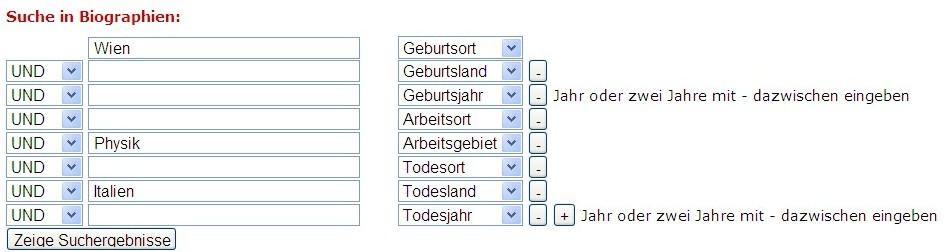 Suche in Biographien:
Wien Geburtsort
UND Geburtsland -
UND Geburtsjahr - Jahr oder zwei Jahre mit - dazwischen eingeben
UND Arbeitsort -
UND Physik Arbeitsgebiet -
UND Todesort -
UND Italien Todesland -
UND Todesjahr - + Jahr oder zwei Jahre mit - dazwischen eingeben
Zeige Suchergebnisse